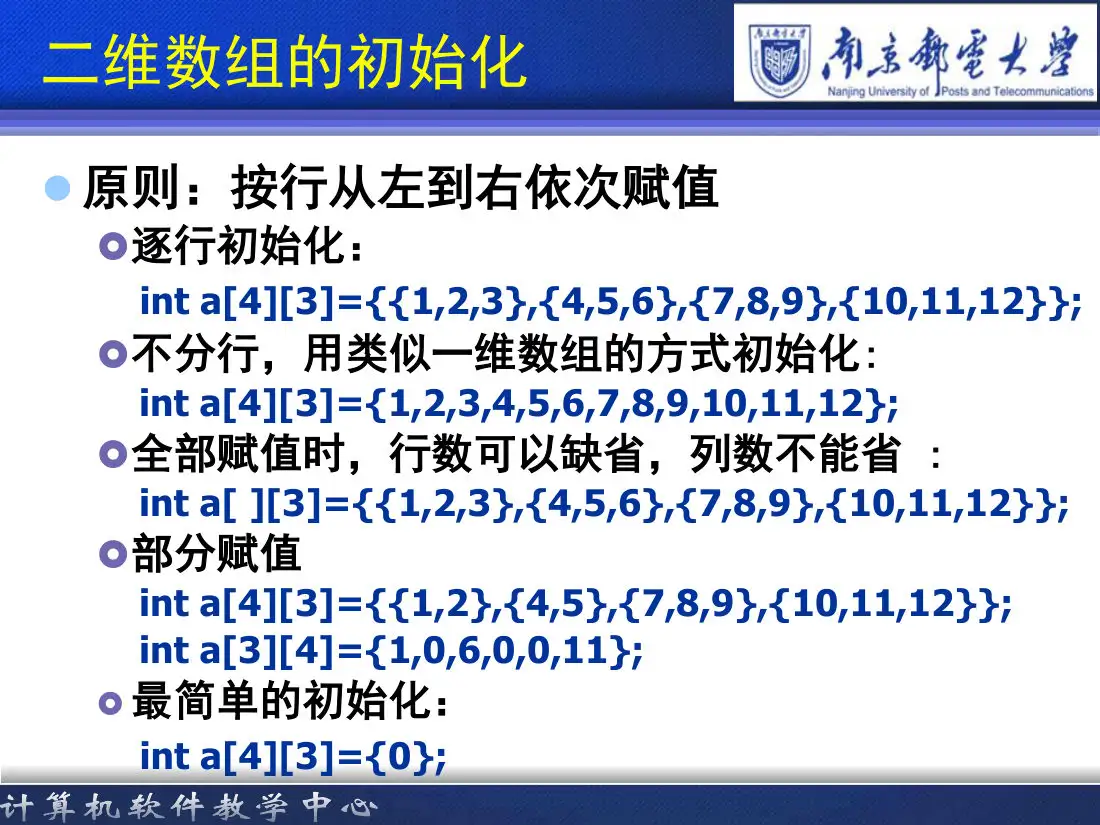 二维数组的初始化
南京邮电大学
Nanjing University of Posts and Telecommunications
原则：按行从左到右依次赋值
逐行初始化：
int a[4][3]={{1,2,3},{4,5,6},{7,8,9},{10,11,12}};
不分行，用类似一维数组的方式初始化:
int a[4][3]={1,2,3,4,5,6,7,8,9,10,11,12};
全部赋值时，行数可以缺省，列数不能省 :
int a[ ][3]={{1,2,3},{4,5,6},{7,8,9},{10,11,12}};
部分赋值
int a[4][3]={{1,2},{4,5},{7,8,9},{10,11,12}};
int a[3][4]={1,0,6,0,0,11};
最简单的初始化：
int a[4][3]={0};
计算机软件教学中心